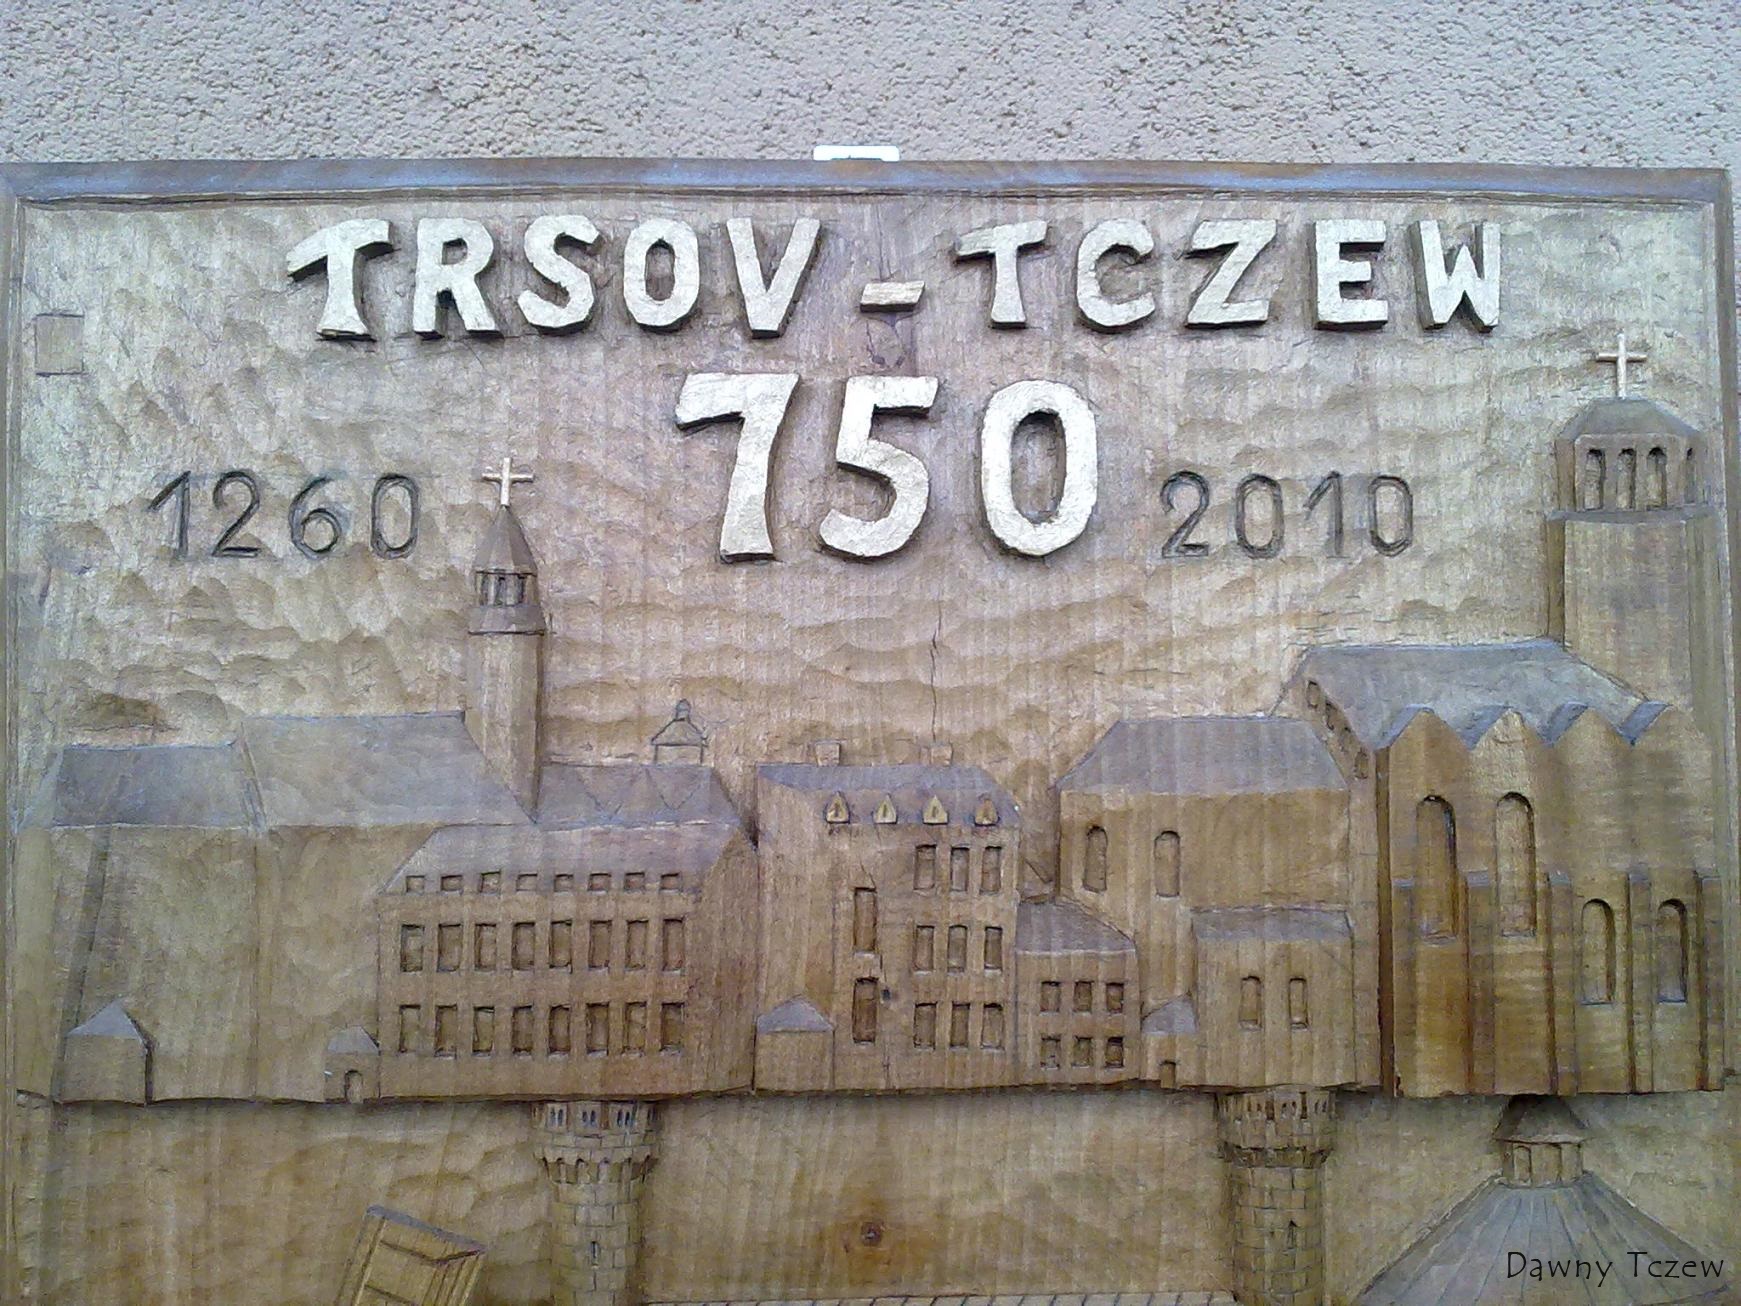 TRSOV - TCZEW
750
1260 2010
Dawny Tczew